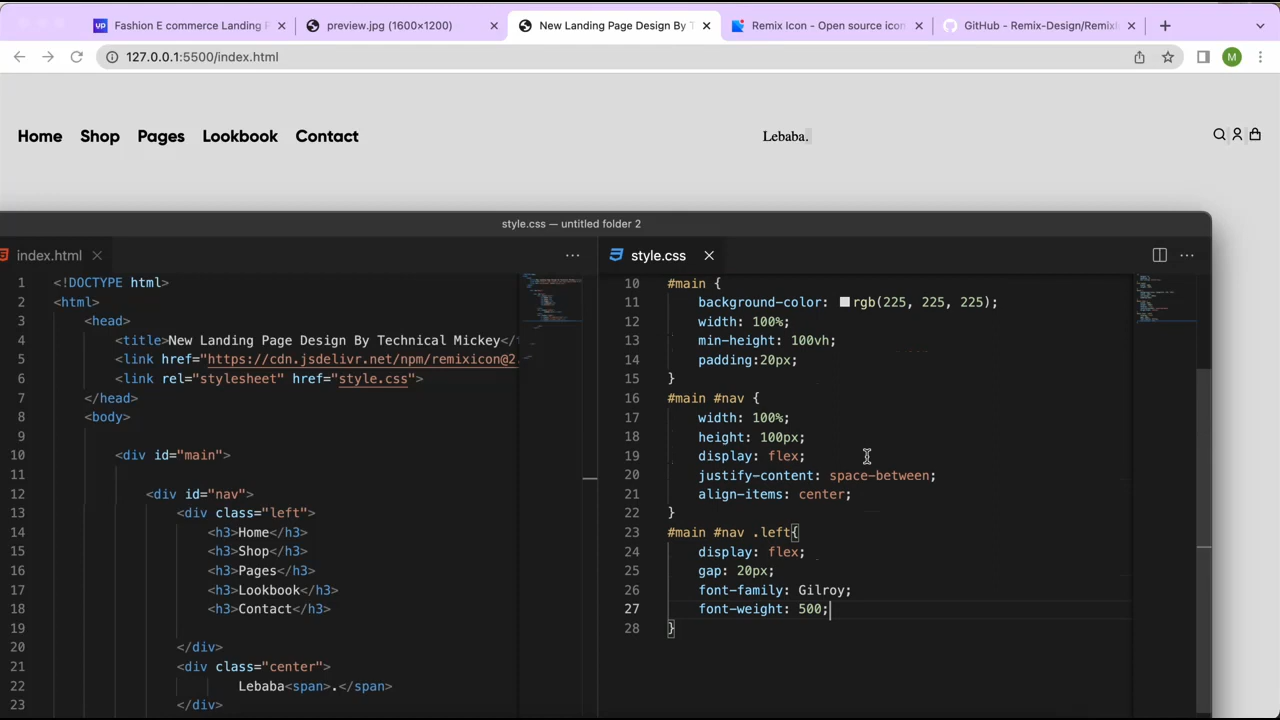 Fashion E commerce Landing P
preview.jpg (1600×1200)
New Landing Page Design By T
Remix Icon - Open source icon
GitHub - Remix-Design/RemixI
127.0.0.1:5500/index.html
M
Home Shop Pages Lookbook Contact
Lebaba.
style.css — untitled folder 2
index.html
1 <!DOCTYPE html>
2 <html>
3 <head>
4 <title>New Landing Page Design By Technical Mickey</
5 <link href="https://cdn.jsdelivr.net/npm/remixicon@2.
6 <link rel="stylesheet" href="style.css">
7 </head>
8 <body>
9
10 <div id="main">
11
12 <div id="nav">
13 <div class="left">
14 <h3>Home</h3>
15 <h3>Shop</h3>
16 <h3>Pages</h3>
17 <h3>Lookbook</h3>
18 <h3>Contact</h3>
19
20 </div>
21 <div class="center">
22 Lebaba<span>.</span>
23 </div>
style.css
10 #main {
11 background-color: rgb(225, 225, 225);
12 width: 100%;
13 min-height: 100vh;
14 padding:20px;
15 }
16 #main #nav {
17 width: 100%;
18 height: 100px;
19 display: flex;
20 justify-content: space-between;
21 align-items: center;
22 }
23 #main #nav .left{
24 display: flex;
25 gap: 20px;
26 font-family: Gilroy;
27 font-weight: 500;
28 }